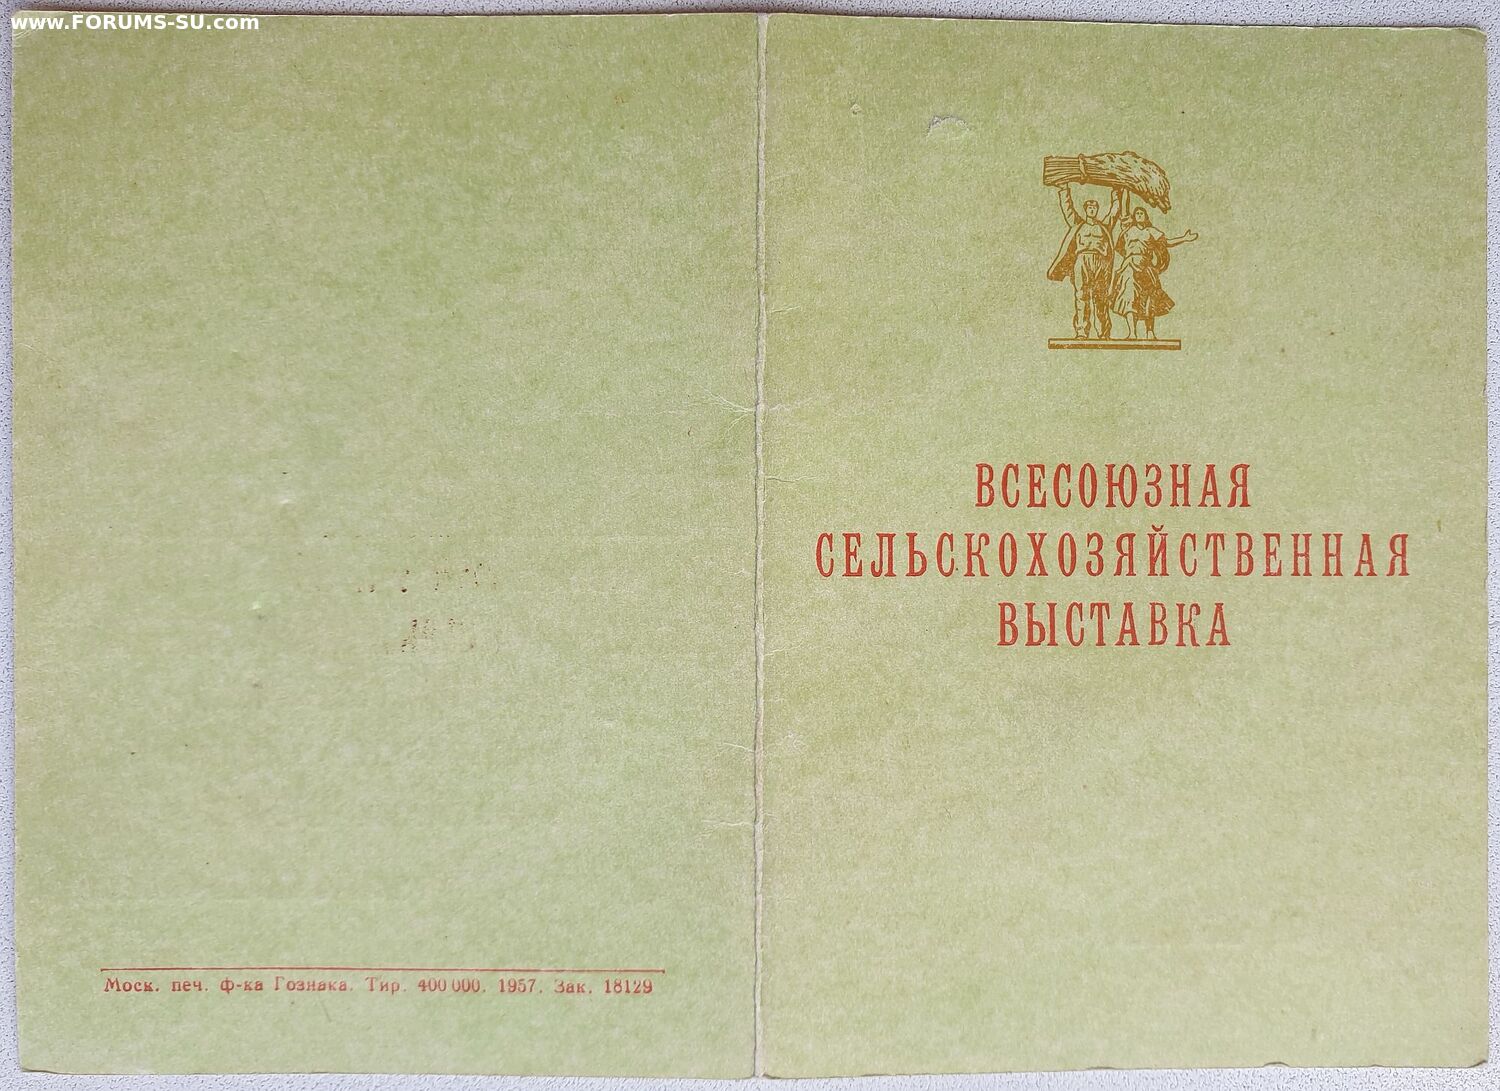 www.FORUMS-SU.com
ВСЕСОЮЗНАЯ
СЕЛЬСКОХОЗЯЙСТВЕННАЯ
ВЫСТАВКА
Моск. печ. ф-ка Гознака. Тир. 400 000. 1957. Зак. 18129